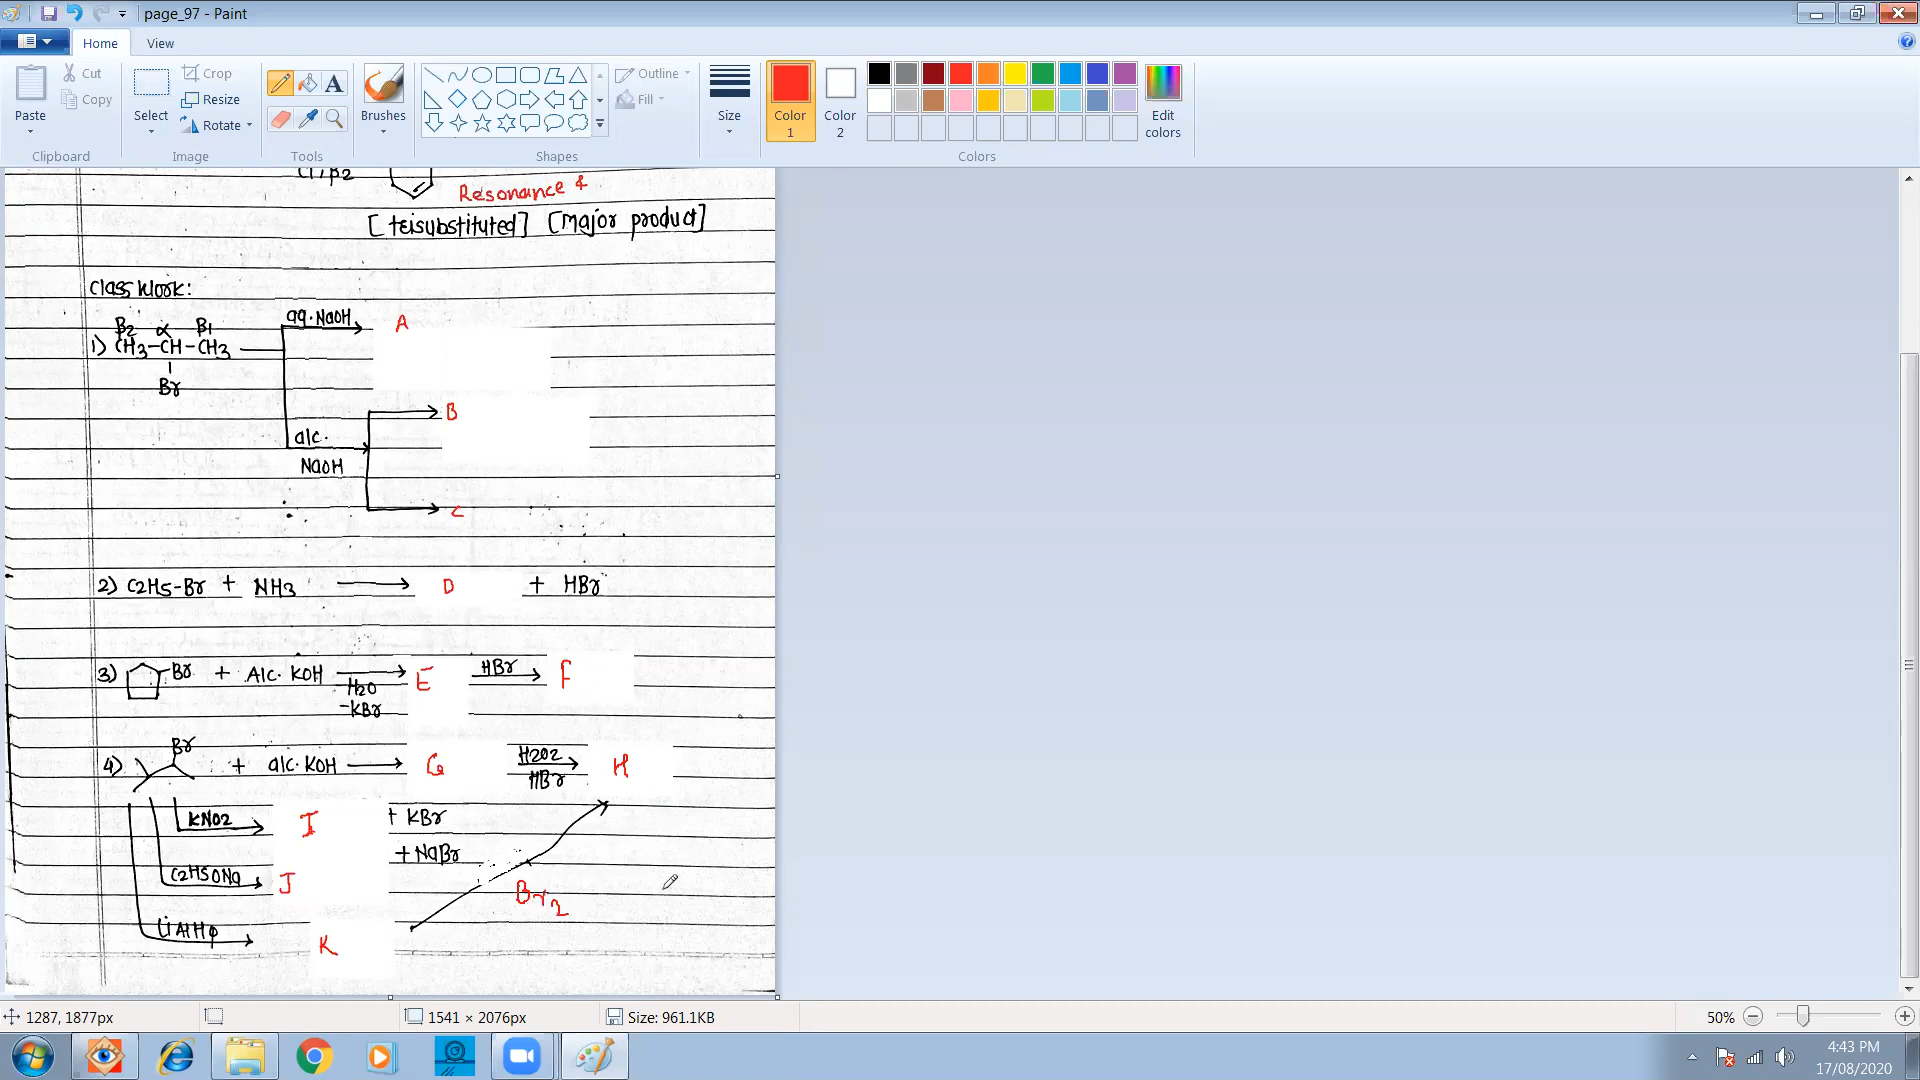 page_97 - Paint
Home View
Paste
Cut
Copy
Clipboard
Select
Crop
Resize
Rotate
Image
A
Tools
Brushes
Shapes
Outline
Fill
Size
Color
1
Color
2
Edit
colors
Colors
Resonance &
[teisubstituted] [Major product]
Class Work:
B2 α B1
1) CH3-CH-CH3
Br
aq. NaOH A
B
alc.
NaOH
C
2) C2H5-Br + NH3 D + HBr
3) Br + Alc. KOH E HBr F
H2O
-KBr
Br
4) + alc. KOH G H2O2 H
HBr
KNO2 I + KBr
+ NaBr
C2H5ONa J
Br2
LiAlH4
K
1287, 1877px 1541 × 2076px Size: 961.1KB 50%
4:43 PM
17/08/2020